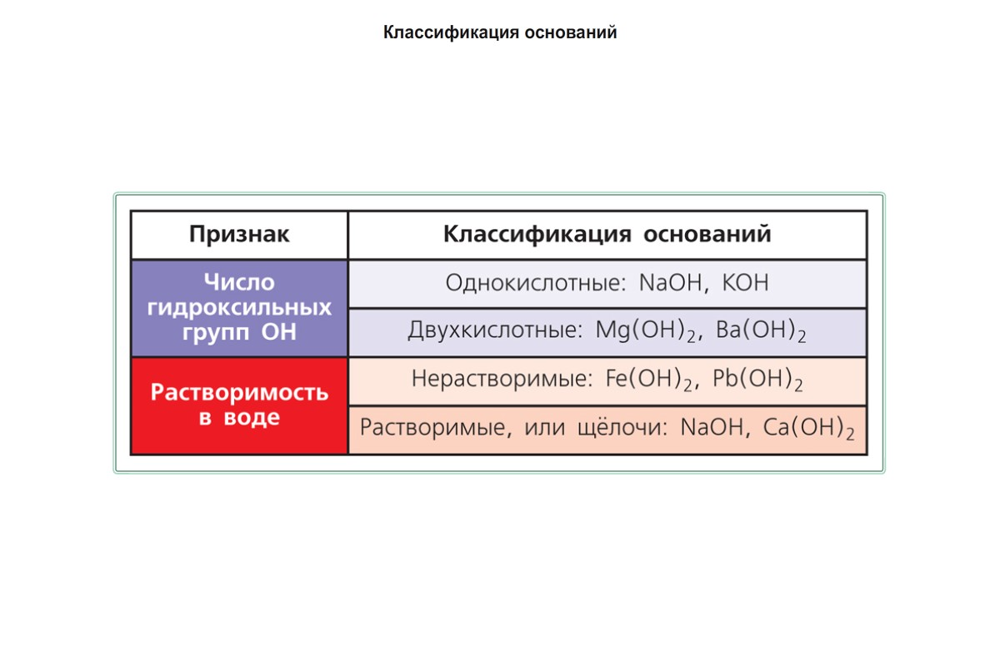 Классификация оснований
Признак
Классификация оснований
Число
гидроксильных
групп ОН
Однокислотные: NaOH, KOH
Двухкислотные: Mg(OH)₂, Ba(OH)₂
Растворимость
в воде
Нерастворимые: Fe(OH)₂, Pb(OH)₂
Растворимые, или щёлочи: NaOH, Ca(OH)₂